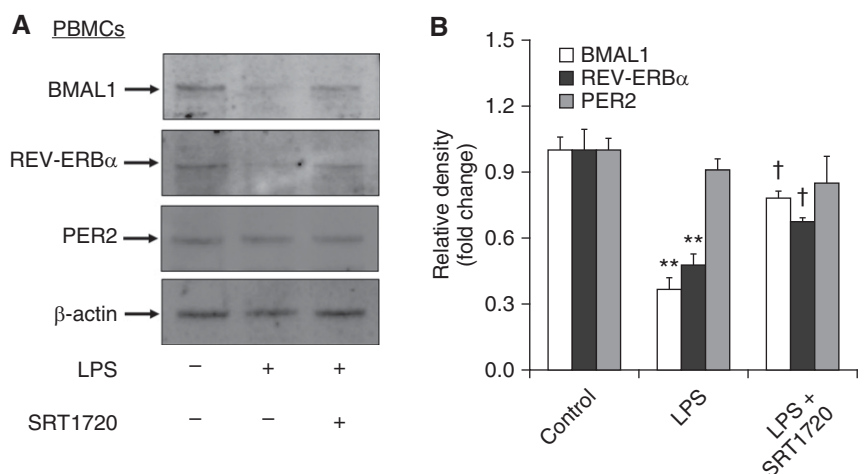 A PBMCs
BMAL1
REV-ERBα
PER2
β-actin
LPS – + +
SRT1720 – – +
B
1.5
1.2
0.9
0.6
0.3
0.0
Relative density
(fold change)
BMAL1
REV-ERBα
PER2
**
**
†
†
Control
LPS
LPS +
SRT1720